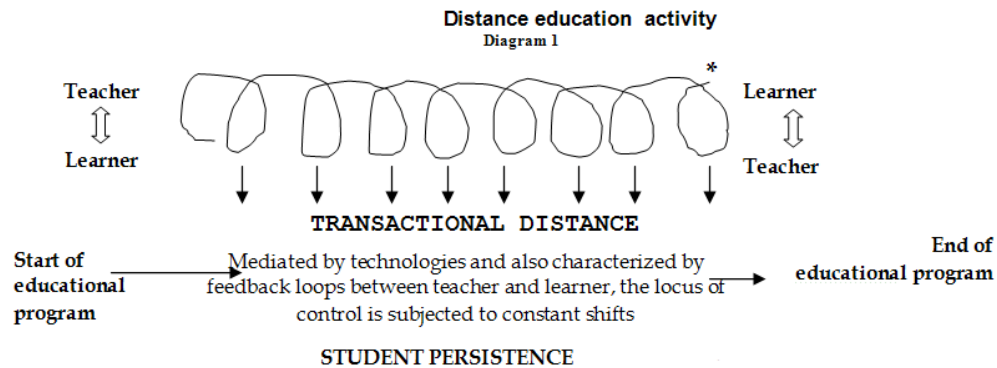 Distance education activity
Diagram 1
*
Teacher
Learner
Learner
Teacher
TRANSACTIONAL DISTANCE
Start of
educational
program
Mediated by technologies and also characterized by
feedback loops between teacher and learner, the locus of
control is subjected to constant shifts
End of
educational program
STUDENT PERSISTENCE